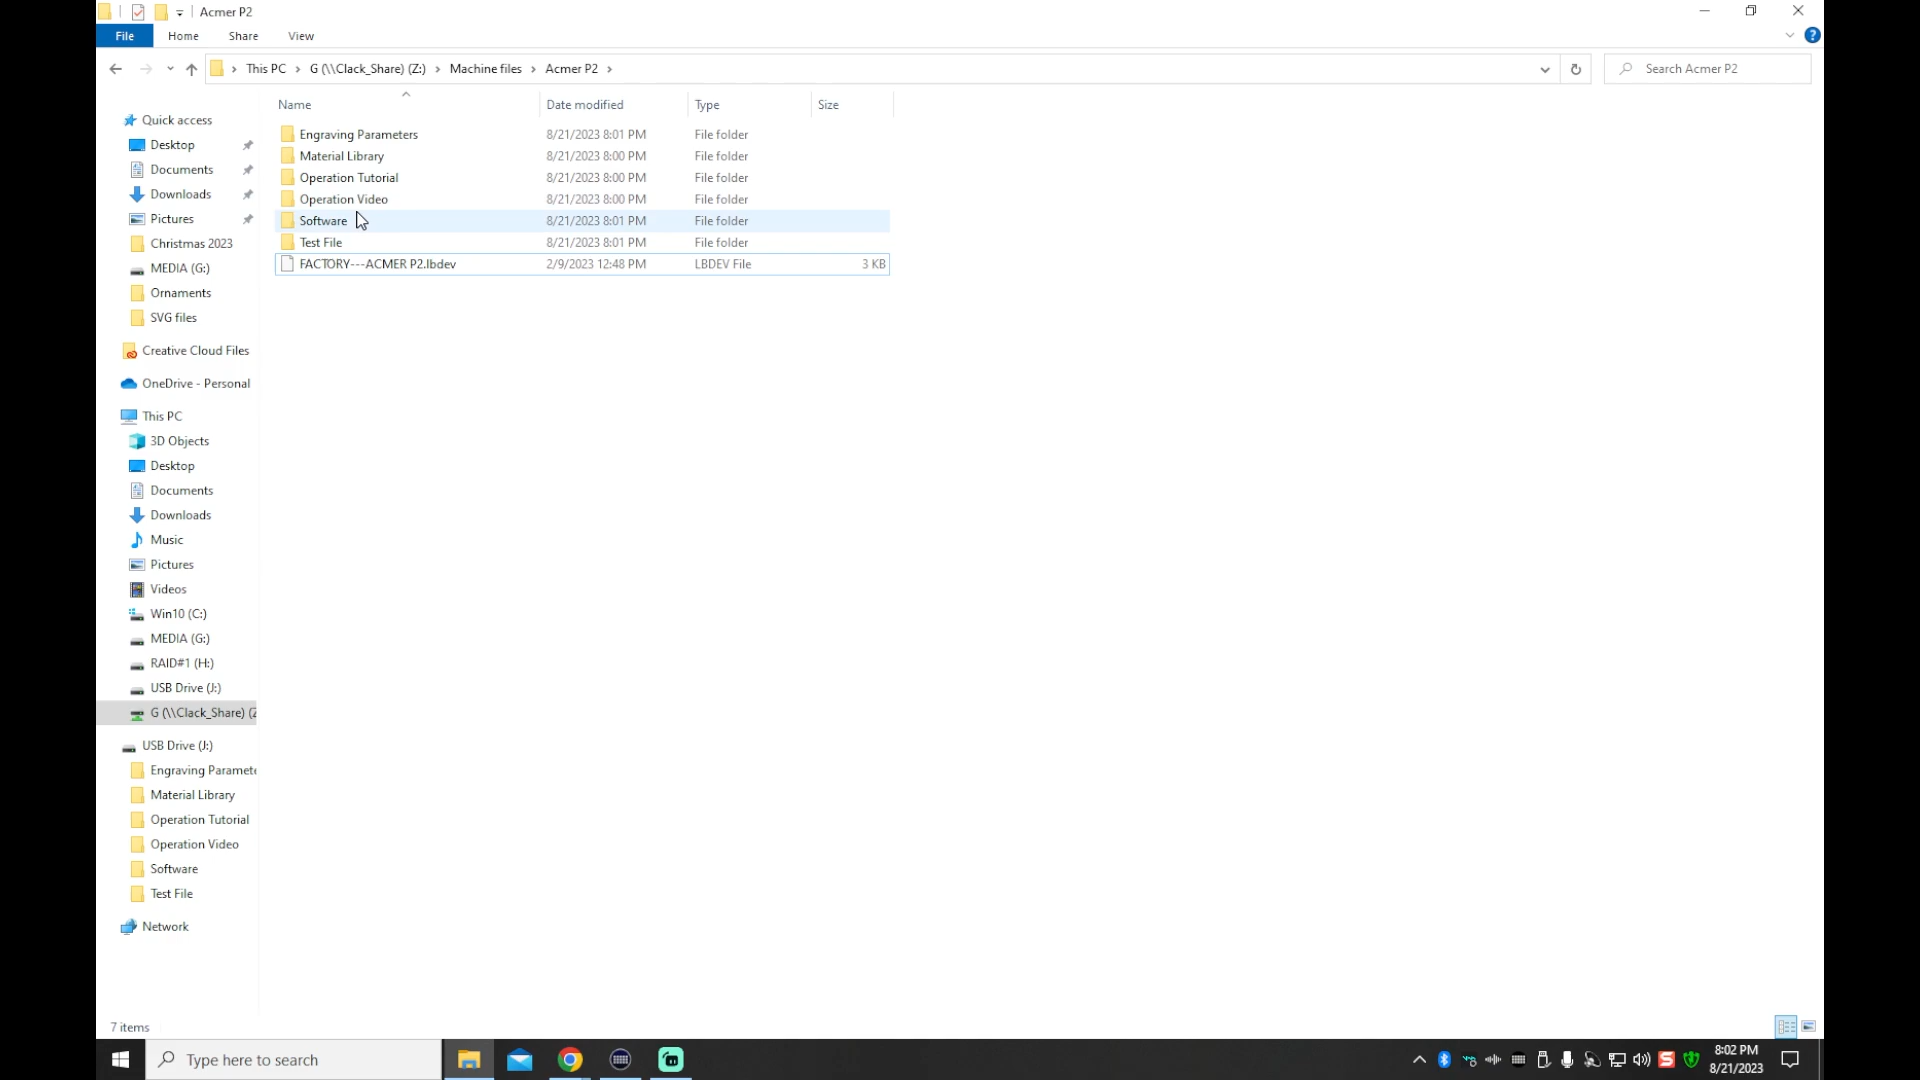 Acmer P2
File Home Share View
This PC G (\\Clack_Share) (Z:) Machine files Acmer P2
Search Acmer P2
Name Date modified Type Size
Engraving Parameters 8/21/2023 8:01 PM File folder
Material Library 8/21/2023 8:00 PM File folder
Operation Tutorial 8/21/2023 8:00 PM File folder
Operation Video 8/21/2023 8:00 PM File folder
Software 8/21/2023 8:01 PM File folder
Test File 8/21/2023 8:01 PM File folder
FACTORY---ACMER P2.lbdev 2/9/2023 12:48 PM LBDEV File 3 KB
Quick access
Desktop
Documents
Downloads
Pictures
Christmas 2023
MEDIA (G:)
Ornaments
SVG files
Creative Cloud Files
OneDrive - Personal
This PC
3D Objects
Desktop
Documents
Downloads
Music
Pictures
Videos
Win10 (C:)
MEDIA (G:)
RAID#1 (H:)
USB Drive (J:)
G (\\Clack_Share) (Z
USB Drive (J:)
Engraving Paramete
Material Library
Operation Tutorial
Operation Video
Software
Test File
Network
7 items
Type here to search
8:02 PM
8/21/2023